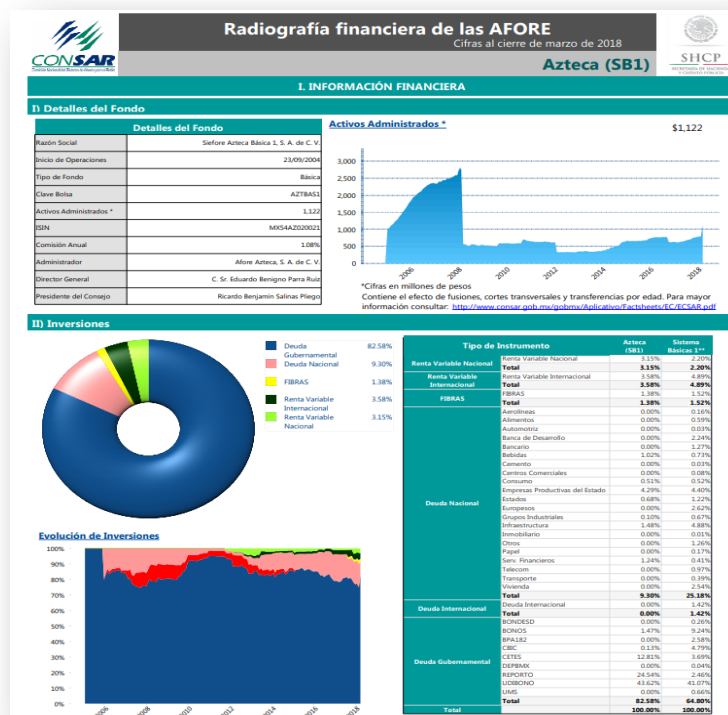 CONSAR
Radiografía financiera de las AFORE
Cifras al cierre de marzo de 2018
Azteca (SB1)
SHCP
SECRETARÍA DE HACIENDA
Y CRÉDITO PÚBLICO
I. INFORMACIÓN FINANCIERA
I) Detalles del Fondo
Detalles del Fondo
Razón Social Siefore Azteca Básica 1, S. A. de C. V.
Inicio de Operaciones 23/09/2004
Tipo de Fondo Básica
Clave Bolsa AZTBAS1
Activos Administrados * 1,122
ISIN MX54AZ020021
Comisión Anual 1.08%
Administrador Afore Azteca, S. A. de C. V.
Director General C. Sr. Eduardo Benigno Parra Ruiz
Presidente del Consejo Ricardo Benjamin Salinas Pliego
Activos Administrados *
$1,122
3,000
2,500
2,000
1,500
1,000
500
0
2006 2008 2010 2012 2014 2016 2018
*Cifras en millones de pesos
Contiene el efecto de fusiones, cortes transversales y transferencias por edad. Para mayor
información consultar: http://www.consar.gob.mx/gobmx/Aplicativo/Factsheets/EC/ECSAR.pdf
II) Inversiones
Deuda Gubernamental 82.58%
Deuda Nacional 9.30%
FIBRAS 1.38%
Renta Variable Internacional 3.58%
Renta Variable Nacional 3.15%
Evolución de Inversiones
100%
90%
80%
70%
60%
50%
40%
30%
20%
10%
0%
2006 2008 2010 2012 2014 2016 2018
Tipo de Instrumento Azteca (SB1) Sistema Básicas 1**
Renta Variable Nacional
Renta Variable Nacional 3.15% 2.20%
Total 3.15% 2.20%
Renta Variable Internacional
Renta Variable Internacional 3.58% 4.89%
Total 3.58% 4.89%
FIBRAS
FIBRAS 1.38% 1.52%
Total 1.38% 1.52%
Deuda Nacional
Aerolíneas 0.00% 0.16%
Alimentos 0.00% 0.59%
Automotriz 0.00% 0.03%
Banca de Desarrollo 0.00% 2.24%
Bancario 0.00% 1.27%
Bebidas 1.02% 0.73%
Cemento 0.00% 0.03%
Centros Comerciales 0.00% 0.08%
Consumo 0.51% 0.52%
Empresas Productivas del Estado 4.29% 4.40%
Estados 0.68% 1.22%
Europesos 0.00% 2.62%
Grupos Industriales 0.10% 0.67%
Infraestructura 1.48% 4.88%
Inmobiliario 0.00% 0.01%
Otros 0.00% 1.26%
Papel 0.00% 0.17%
Serv. Financieros 1.24% 0.41%
Telecom 0.00% 0.97%
Transporte 0.00% 0.39%
Vivienda 0.00% 2.54%
Total 9.30% 25.18%
Deuda Internacional
Deuda Internacional 0.00% 1.42%
Total 0.00% 1.42%
Deuda Gubernamental
BONDESD 0.00% 0.26%
BONOS 1.47% 9.24%
BPA182 0.00% 2.58%
CBIC 0.13% 4.79%
CETES 12.81% 3.69%
DEPBMX 0.00% 0.04%
REPORTO 24.54% 2.46%
UDIBONO 43.62% 41.07%
UMS 0.00% 0.66%
Total 82.58% 64.80%
Total 100.00% 100.00%